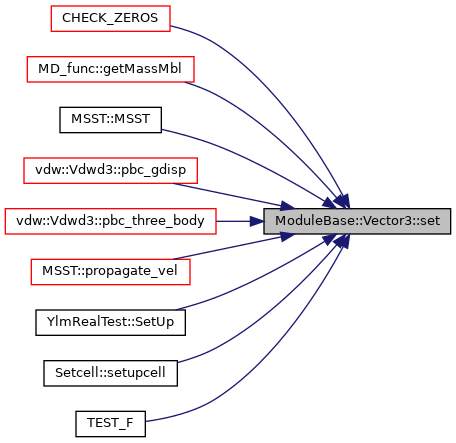 CHECK_ZEROS
MD_func::getMassMbl
MSST::MSST
vdw::Vdwd3::pbc_gdisp
ModuleBase::Vector3::set
vdw::Vdwd3::pbc_three_body
MSST::propagate_vel
YlmRealTest::SetUp
Setcell::setupcell
TEST_F